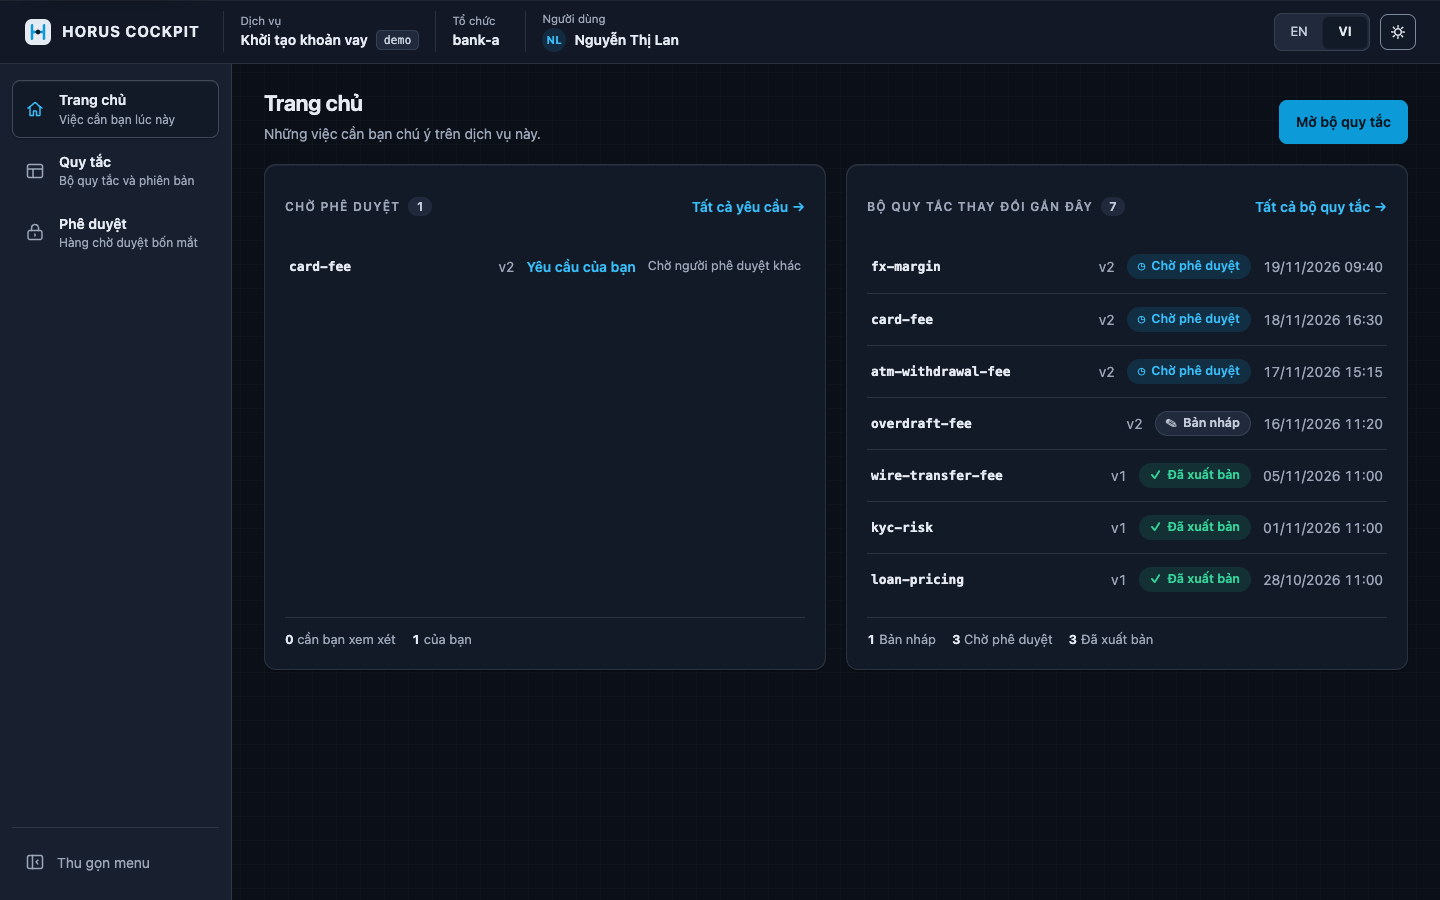 HORUS COCKPIT
Dịch vụ
Khởi tạo khoản vay demo
Tổ chức
bank-a
Người dùng
NL Nguyễn Thị Lan
EN VI
Trang chủ
Việc cần bạn lúc này
Quy tắc
Bộ quy tắc và phiên bản
Phê duyệt
Hàng chờ duyệt bốn mắt
Thu gọn menu
Trang chủ
Những việc cần bạn chú ý trên dịch vụ này.
Mở bộ quy tắc
CHỜ PHÊ DUYỆT 1
Tất cả yêu cầu →
card-fee v2 Yêu cầu của bạn Chờ người phê duyệt khác
0 cần bạn xem xét 1 của bạn
BỘ QUY TẮC THAY ĐỔI GẦN ĐÂY 7
Tất cả bộ quy tắc →
fx-margin v2 Chờ phê duyệt 19/11/2026 09:40
card-fee v2 Chờ phê duyệt 18/11/2026 16:30
atm-withdrawal-fee v2 Chờ phê duyệt 17/11/2026 15:15
overdraft-fee v2 ✎ Bản nháp 16/11/2026 11:20
wire-transfer-fee v1 ✓ Đã xuất bản 05/11/2026 11:00
kyc-risk v1 ✓ Đã xuất bản 01/11/2026 11:00
loan-pricing v1 ✓ Đã xuất bản 28/10/2026 11:00
1 Bản nháp 3 Chờ phê duyệt 3 Đã xuất bản